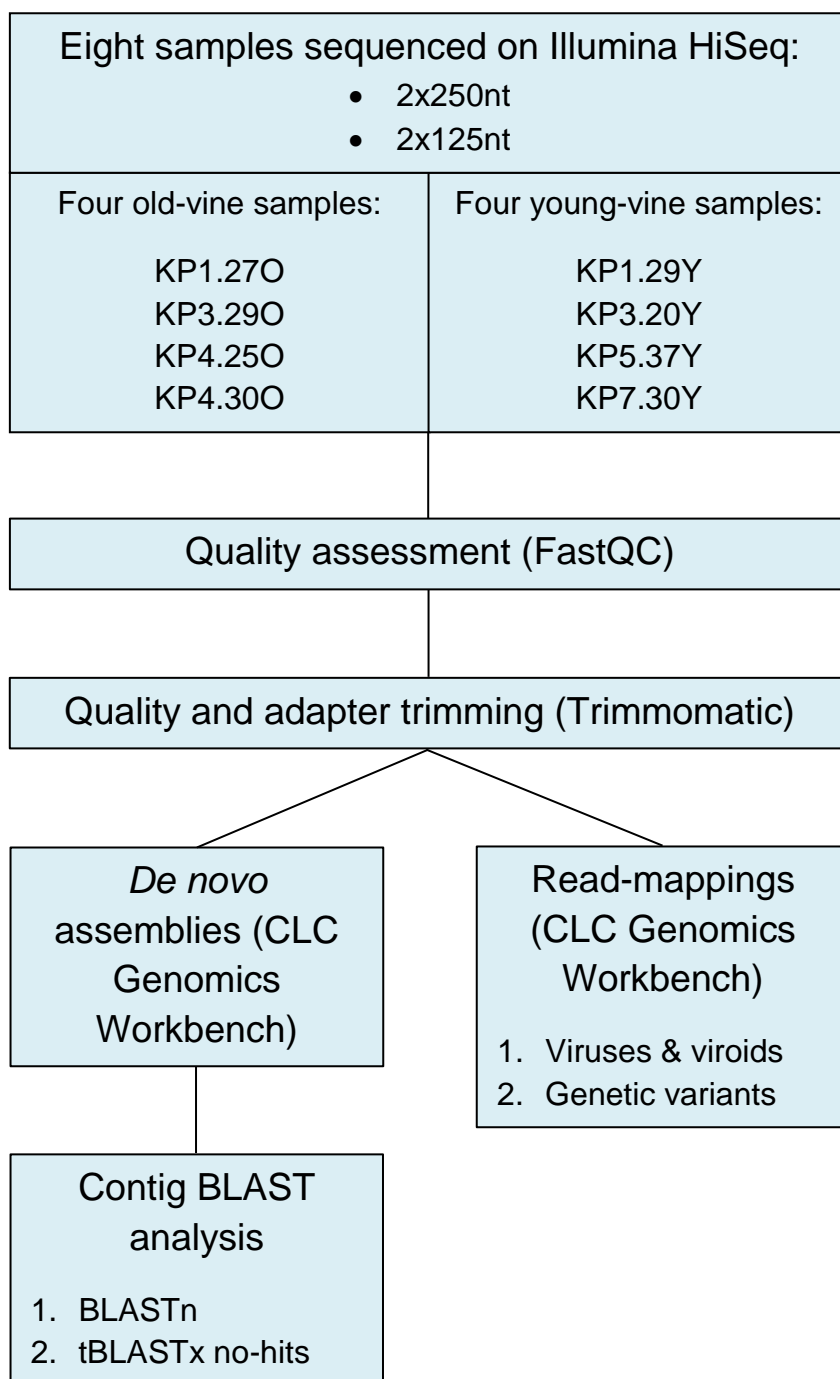 Eight samples sequenced on Illumina HiSeq:
• 2x250nt
• 2x125nt
Four old-vine samples:
KP1.27O
KP3.29O
KP4.25O
KP4.30O
Four young-vine samples:
KP1.29Y
KP3.20Y
KP5.37Y
KP7.30Y
Quality assessment (FastQC)
Quality and adapter trimming (Trimmomatic)
De novo
assemblies (CLC
Genomics
Workbench)
Read-mappings
(CLC Genomics
Workbench)
1. Viruses & viroids
2. Genetic variants
Contig BLAST
analysis
1. BLASTn
2. tBLASTx no-hits